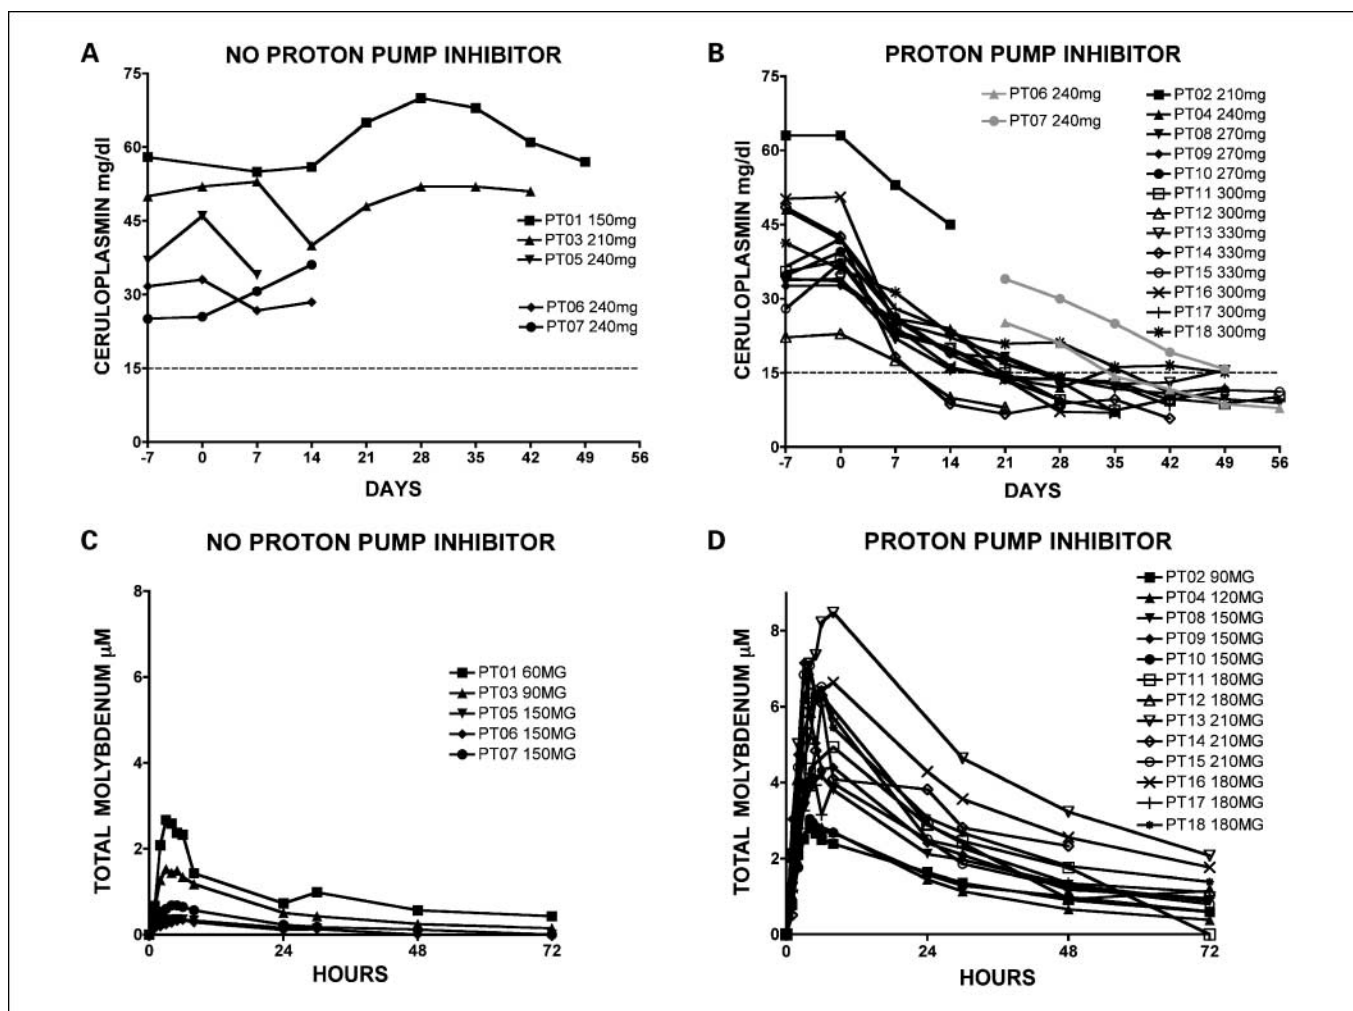 A
NO PROTON PUMP INHIBITOR
CERULOPLASMIN mg/dl
75
60
45
30
15
0
-7 0 7 14 21 28 35 42 49 56
DAYS
PT01 150mg
PT03 210mg
PT05 240mg
PT06 240mg
PT07 240mg
B
PROTON PUMP INHIBITOR
CERULOPLASMIN mg/dl
75
60
45
30
15
0
-7 0 7 14 21 28 35 42 49 56
DAYS
PT06 240mg
PT07 240mg
PT02 210mg
PT04 240mg
PT08 270mg
PT09 270mg
PT10 270mg
PT11 300mg
PT12 300mg
PT13 330mg
PT14 330mg
PT15 330mg
PT16 300mg
PT17 300mg
PT18 300mg
C
NO PROTON PUMP INHIBITOR
TOTAL MOLYBDENUM µM
8
6
4
2
0
0 24 48 72
HOURS
PT01 60MG
PT03 90MG
PT05 150MG
PT06 150MG
PT07 150MG
D
PROTON PUMP INHIBITOR
TOTAL MOLYBDENUM µM
8
6
4
2
0
0 24 48 72
HOURS
PT02 90MG
PT04 120MG
PT08 150MG
PT09 150MG
PT10 150MG
PT11 180MG
PT12 180MG
PT13 210MG
PT14 210MG
PT15 210MG
PT16 180MG
PT17 180MG
PT18 180MG